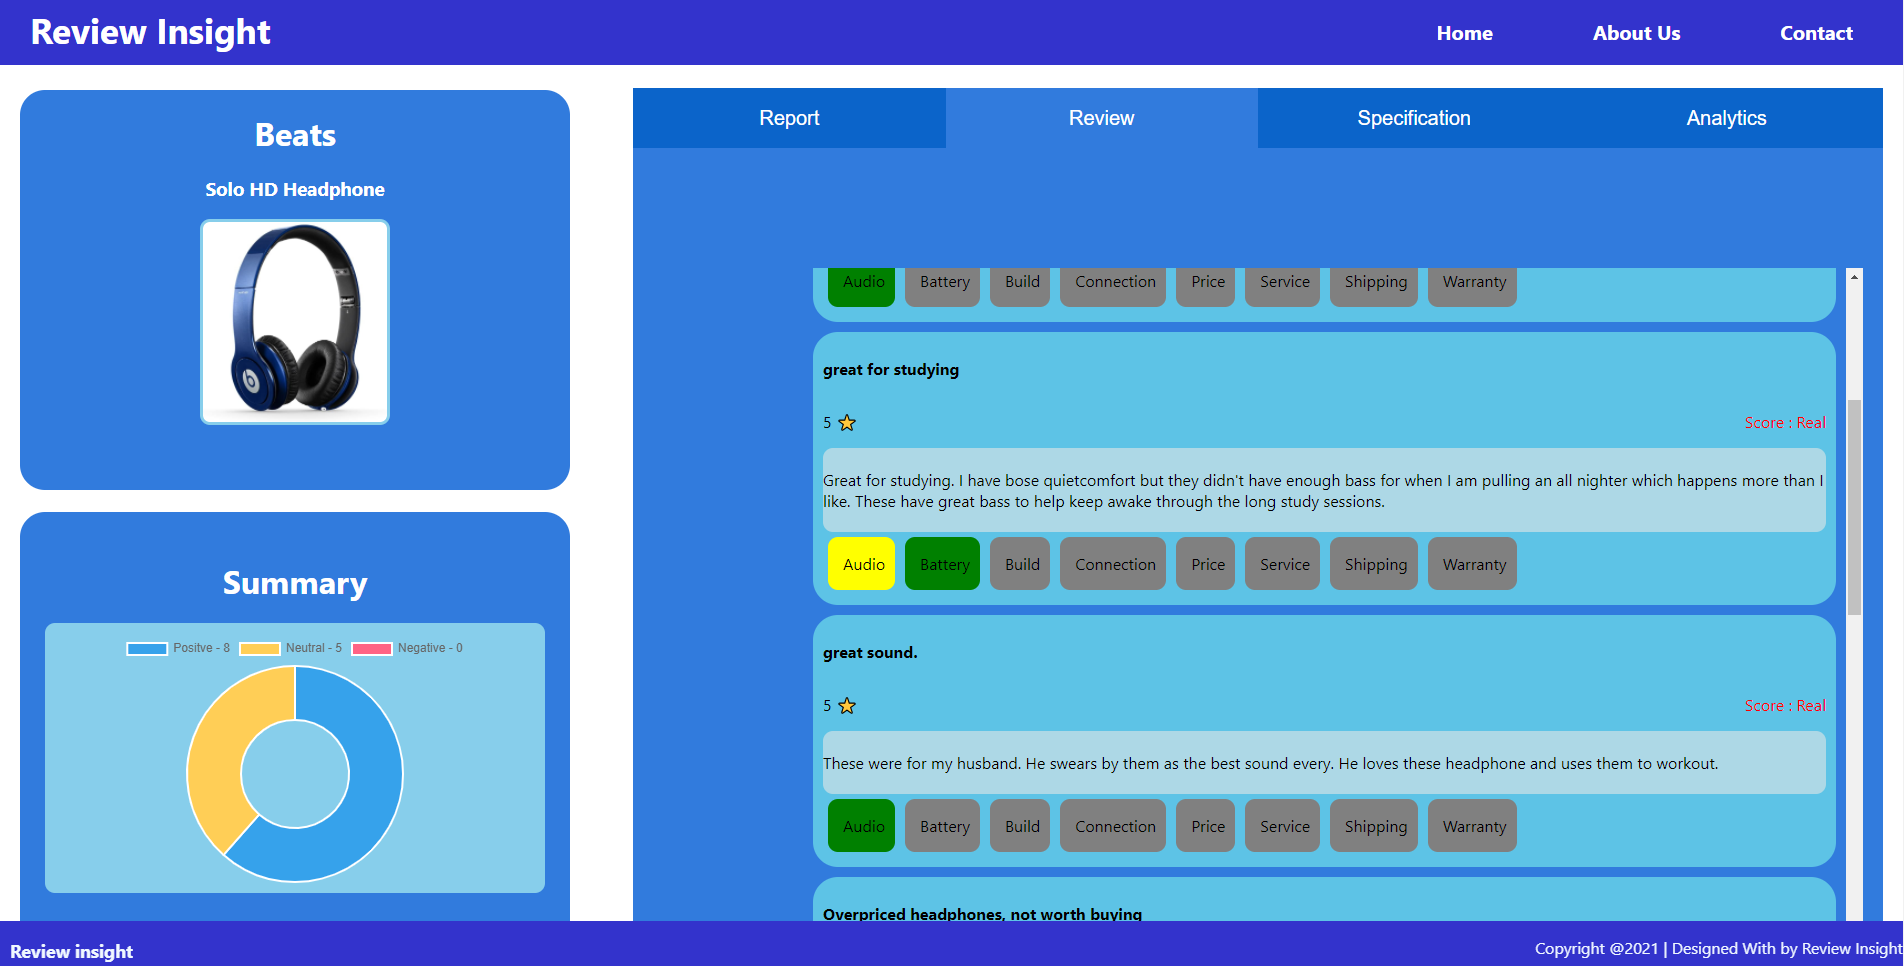 Review Insight
Home About Us Contact
Beats
Solo HD Headphone
b
Summary
Positve - 8 Neutral - 5 Negative - 0
Report Review Specification Analytics
Audio Battery Build Connection Price Service Shipping Warranty
great for studying
5 Score : Real
Great for studying. I have bose quietcomfort but they didn't have enough bass for when I am pulling an all nighter which happens more than I
like. These have great bass to help keep awake through the long study sessions.
Audio Battery Build Connection Price Service Shipping Warranty
great sound.
5 Score : Real
These were for my husband. He swears by them as the best sound every. He loves these headphone and uses them to workout.
Audio Battery Build Connection Price Service Shipping Warranty
Overpriced headphones, not worth buying
Review insight
Copyright @2021 | Designed With by Review Insight